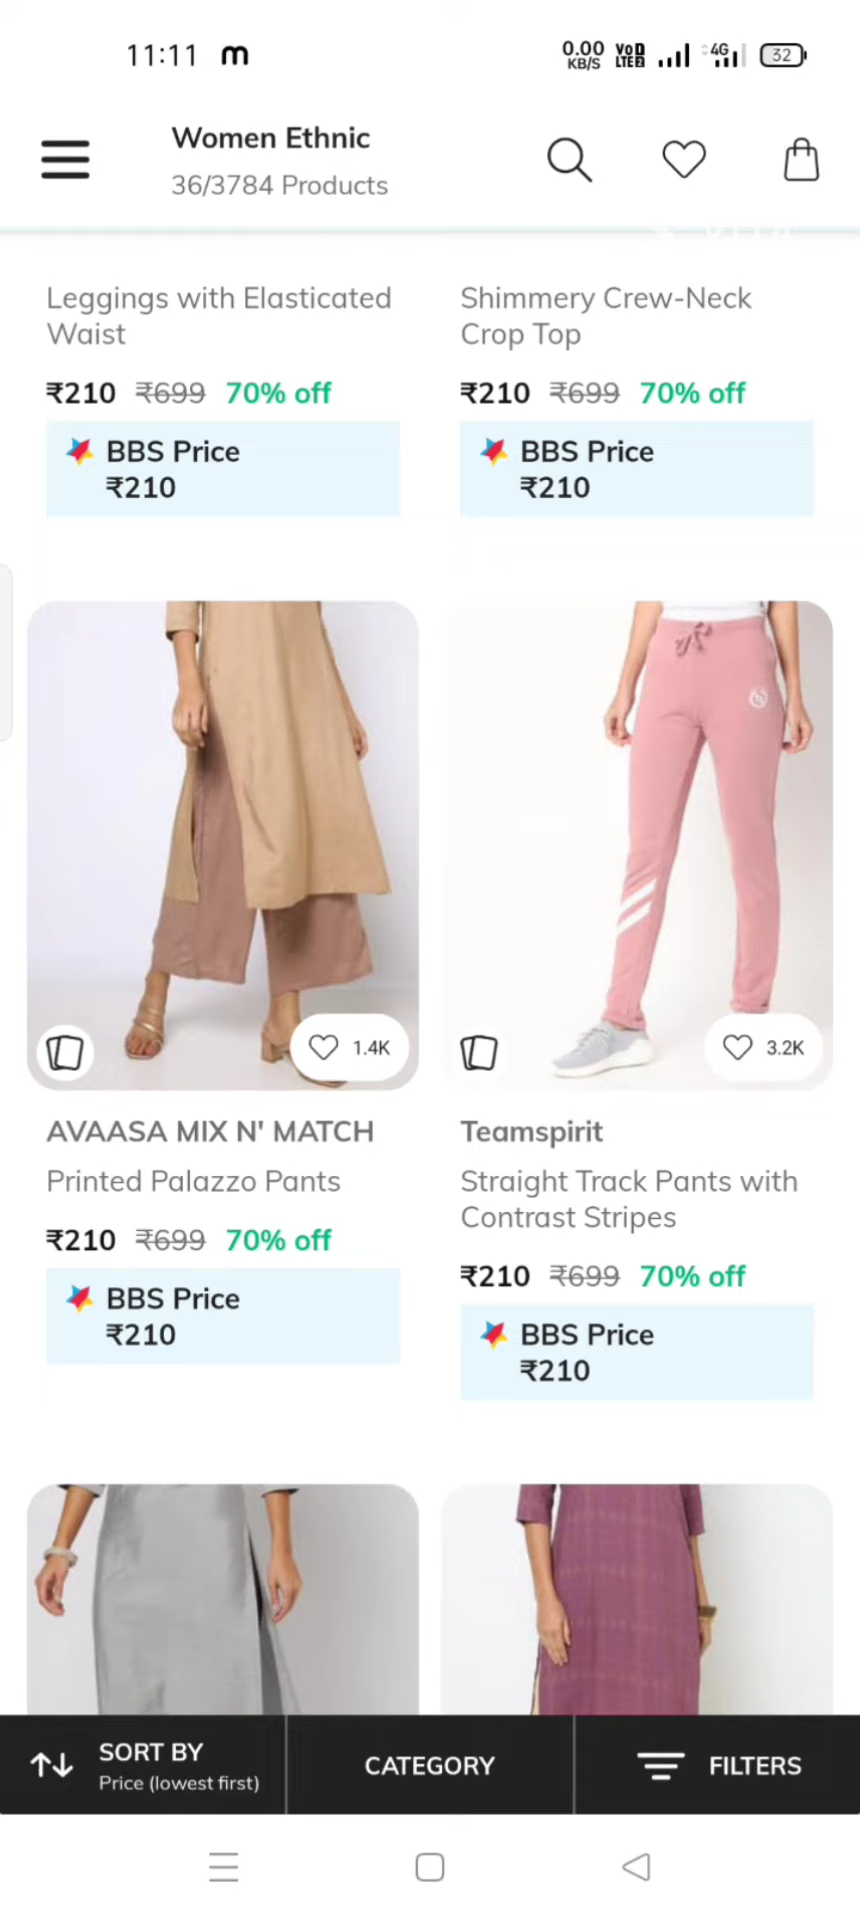 11:11 m 0.00 KB/S VoD LTE2 4G 32
Women Ethnic
36/3784 Products
Leggings with Elasticated
Waist
₹210 ₹699 70% off
BBS Price
₹210
Shimmery Crew-Neck
Crop Top
₹210 ₹699 70% off
BBS Price
₹210
1.4K
AVAASA MIX N' MATCH
Printed Palazzo Pants
₹210 ₹699 70% off
BBS Price
₹210
3.2K
Teamspirit
Straight Track Pants with
Contrast Stripes
₹210 ₹699 70% off
BBS Price
₹210
SORT BY
Price (lowest first)
CATEGORY
FILTERS